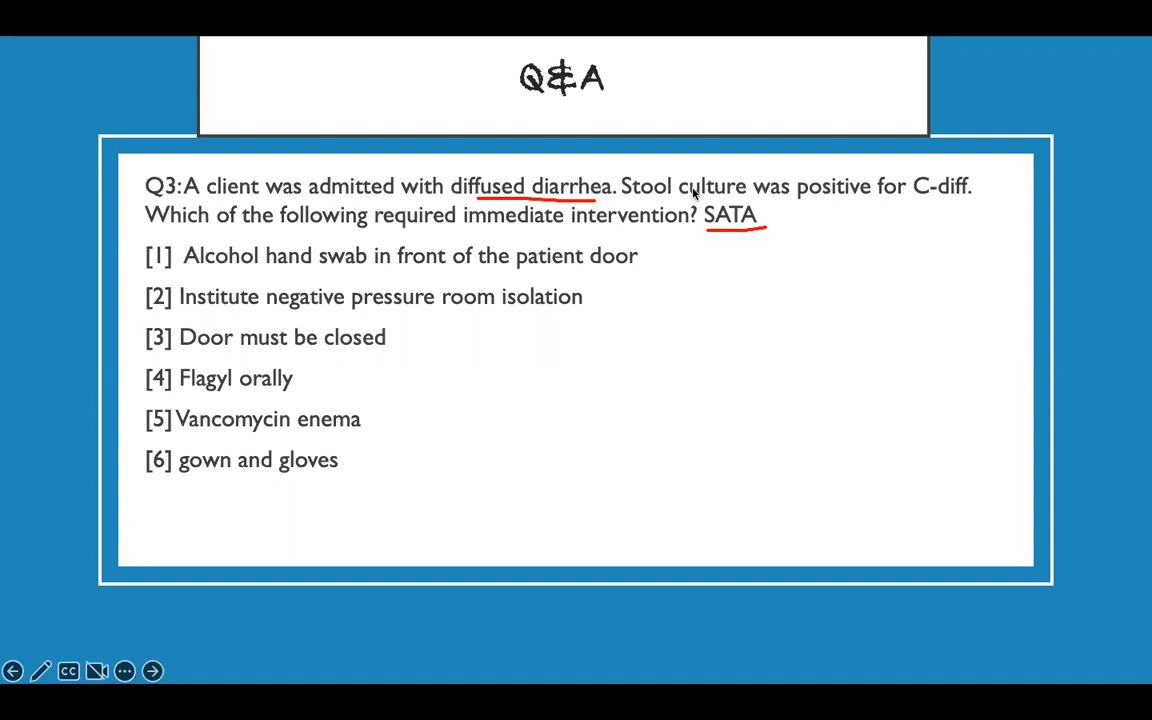 Q&A
Q3: A client was admitted with diffused diarrhea. Stool culture was positive for C-diff.
Which of the following required immediate intervention? SATA
[1] Alcohol hand swab in front of the patient door
[2] Institute negative pressure room isolation
[3] Door must be closed
[4] Flagyl orally
[5] Vancomycin enema
[6] gown and gloves
CC